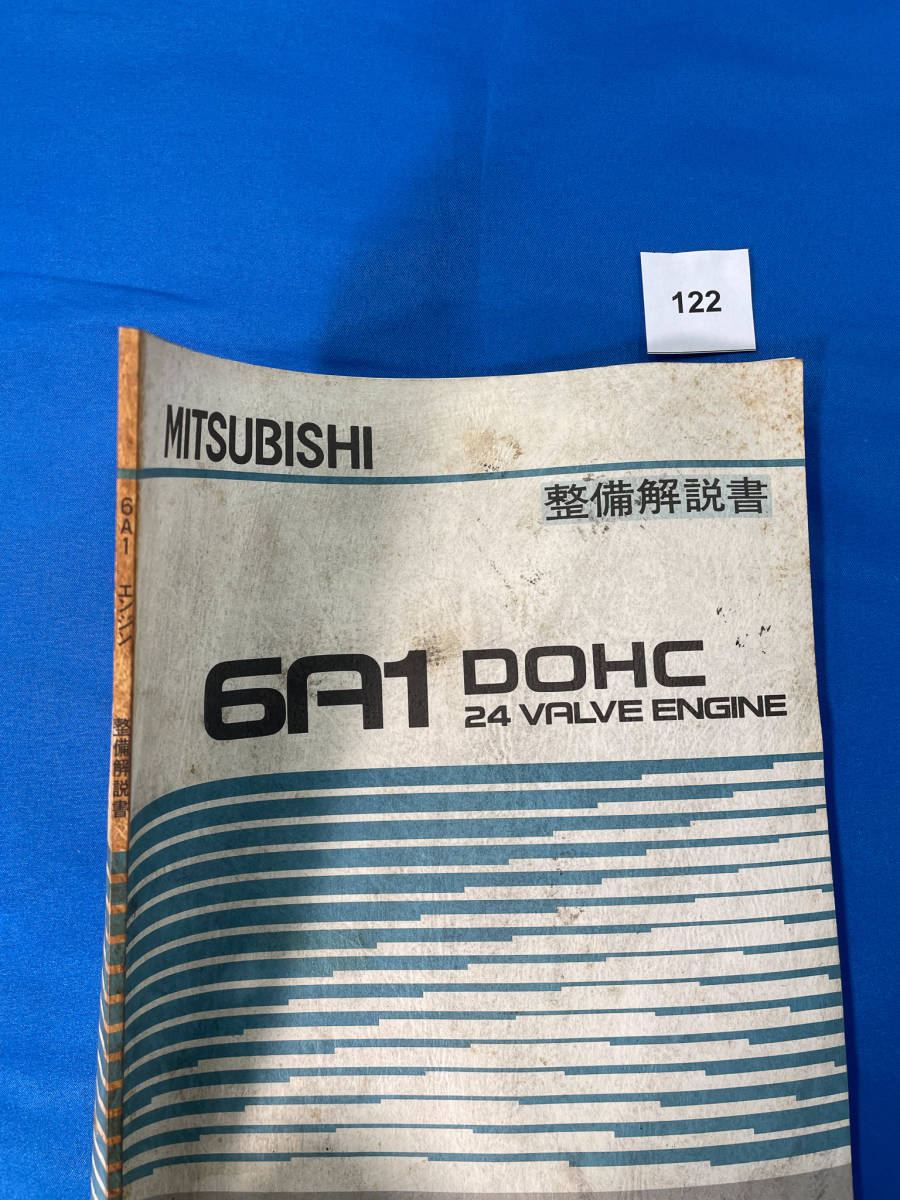 122
MITSUBISHI
整備解説書
6A1 DOHC
24 VALVE ENGINE
6A1 エンジン 整備解説書